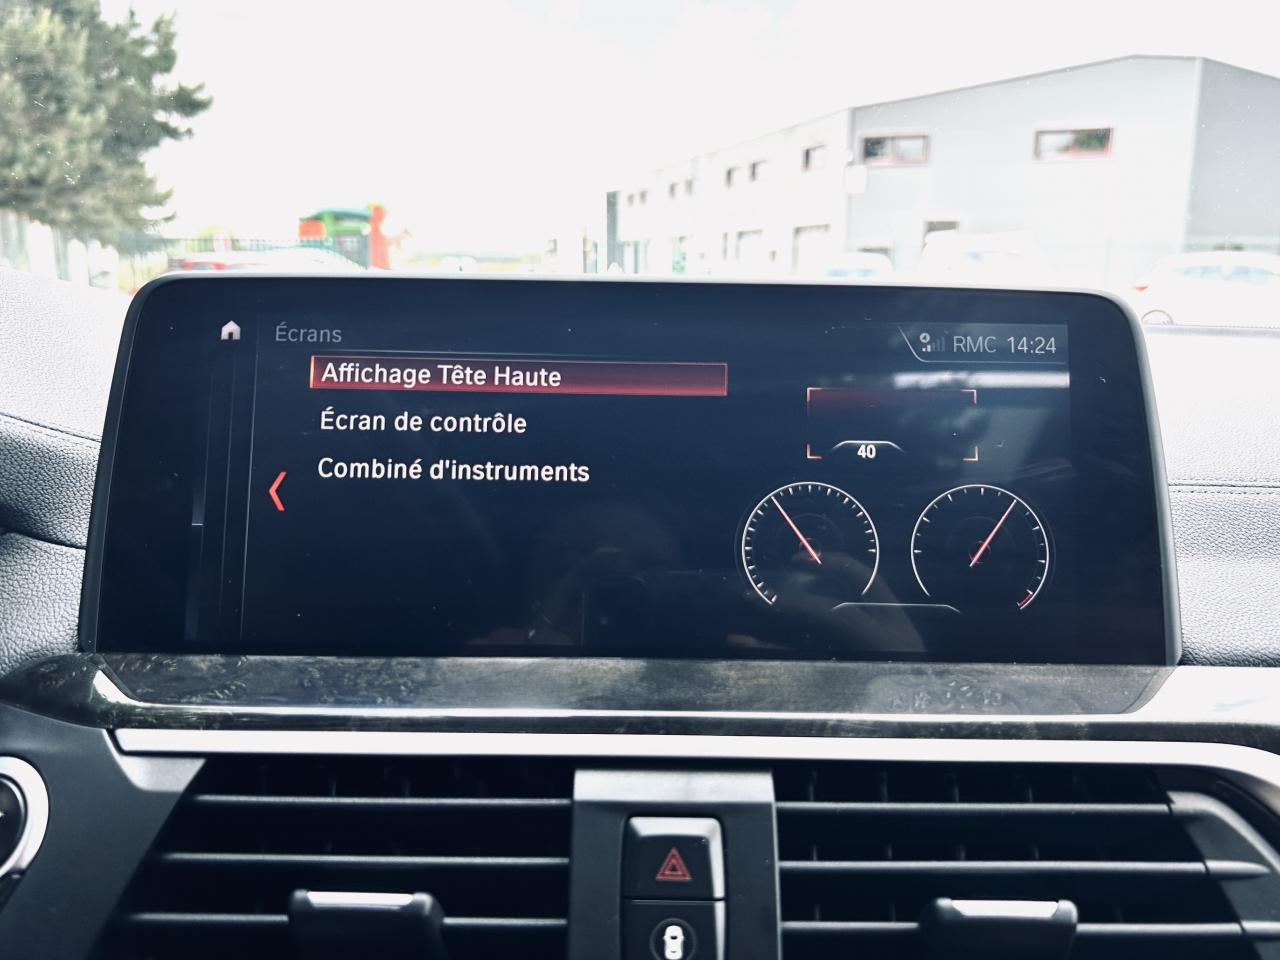 Écrans
RMC 14:24
Affichage Tête Haute
Écran de contrôle
Combiné d'instruments
40